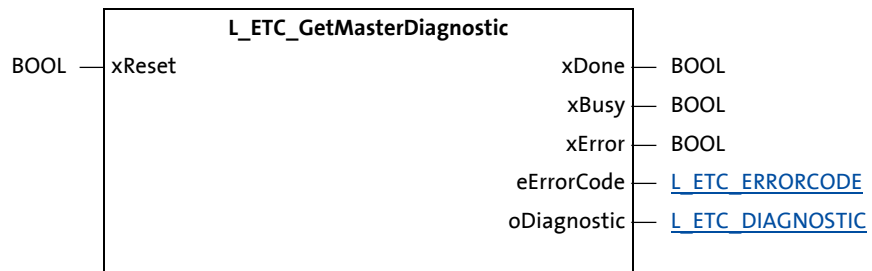 L_ETC_GetMasterDiagnostic
BOOL xReset xDone BOOL
xBusy BOOL
xError BOOL
eErrorCode L_ETC_ERRORCODE
oDiagnostic L_ETC_DIAGNOSTIC